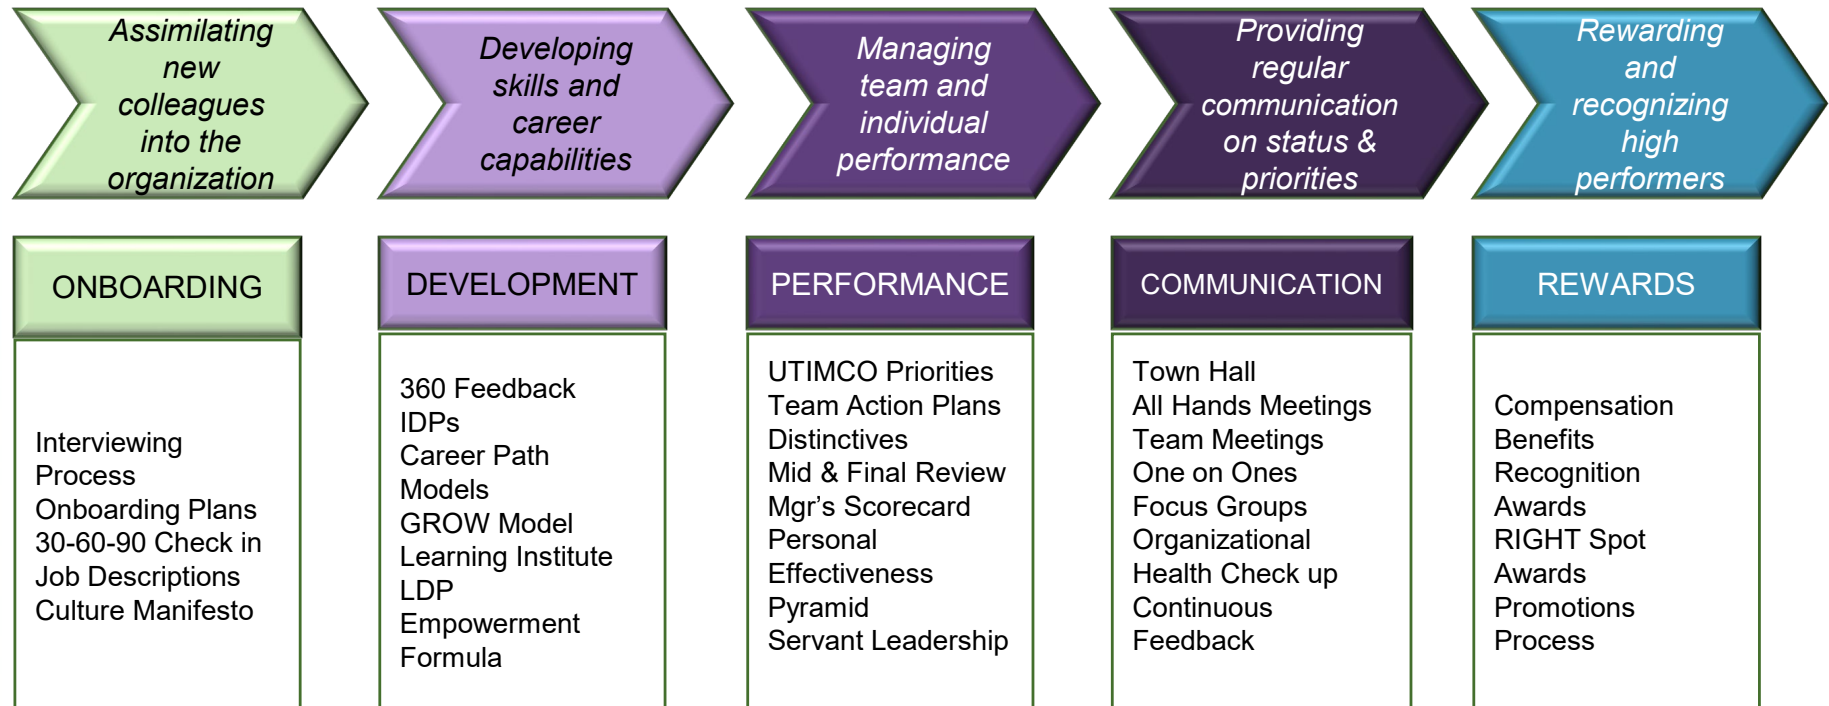 Assimilating
new
colleagues
into the
organization
Developing
skills and
career
capabilities
Managing
team and
individual
performance
Providing
regular
communication
on status &
priorities
Rewarding
and
recognizing
high
performers
ONBOARDING
Interviewing
Process
Onboarding Plans
30-60-90 Check in
Job Descriptions
Culture Manifesto
DEVELOPMENT
360 Feedback
IDPs
Career Path
Models
GROW Model
Learning Institute
LDP
Empowerment
Formula
PERFORMANCE
UTIMCO Priorities
Team Action Plans
Distinctives
Mid & Final Review
Mgr’s Scorecard
Personal
Effectiveness
Pyramid
Servant Leadership
COMMUNICATION
Town Hall
All Hands Meetings
Team Meetings
One on Ones
Focus Groups
Organizational
Health Check up
Continuous
Feedback
REWARDS
Compensation
Benefits
Recognition
Awards
RIGHT Spot
Awards
Promotions
Process